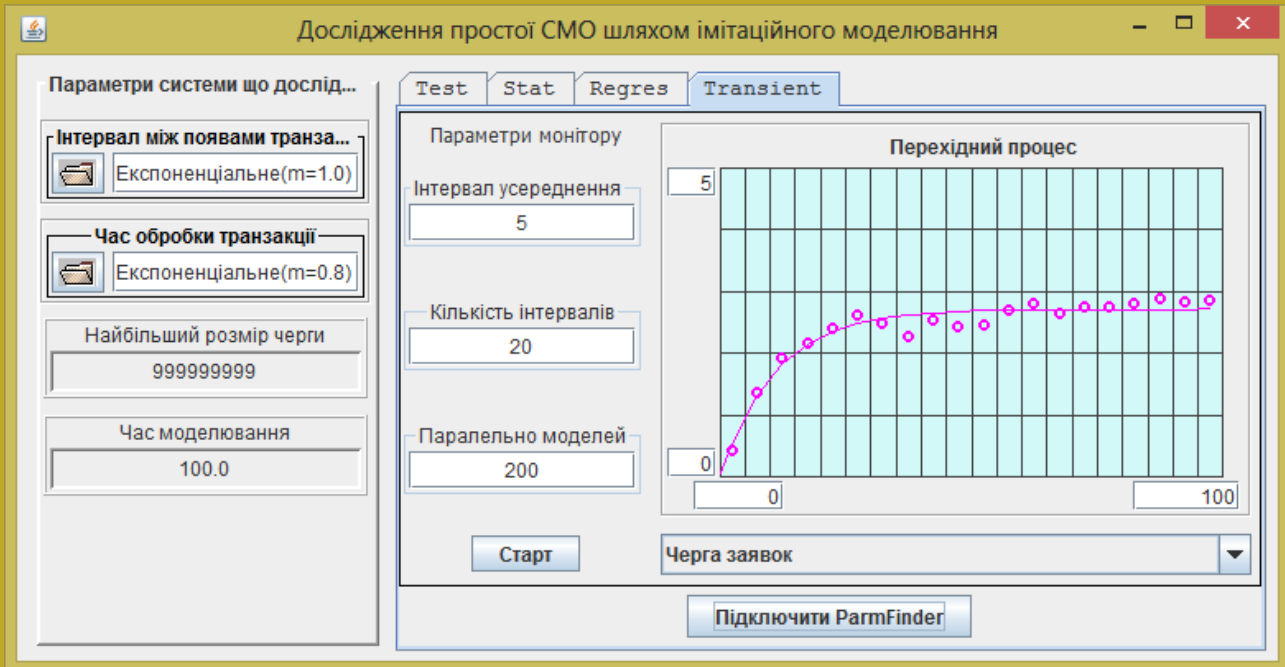 Дослідження простої СМО шляхом імітаційного моделювання
Параметри системи що дослід...
Інтервал між появами транза...
Експоненціальне(m=1.0)
Час обробки транзакції
Експоненціальне(m=0.8)
Найбільший розмір черги
999999999
Час моделювання
100.0
Test Stat Regres Transient
Параметри монітору
Інтервал усереднення
5
Кількість інтервалів
20
Паралельно моделей
200
Старт
Перехідний процес
5
0
0 100
Черга заявок
Підключити ParmFinder